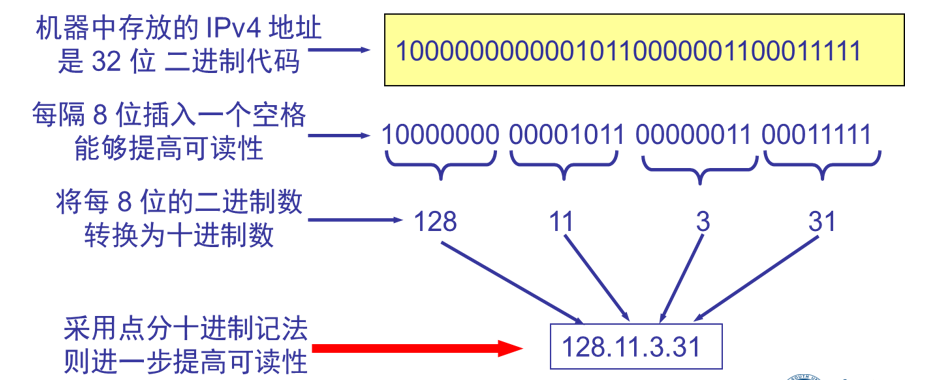 机器中存放的 IPv4 地址
是 32 位 二进制代码
10000000000010110000001100011111
每隔 8 位插入一个空格
能够提高可读性
10000000 00001011 00000011 00011111
将每 8 位的二进制数
转换为十进制数
128 11 3 31
采用点分十进制记法
则进一步提高可读性
128.11.3.31